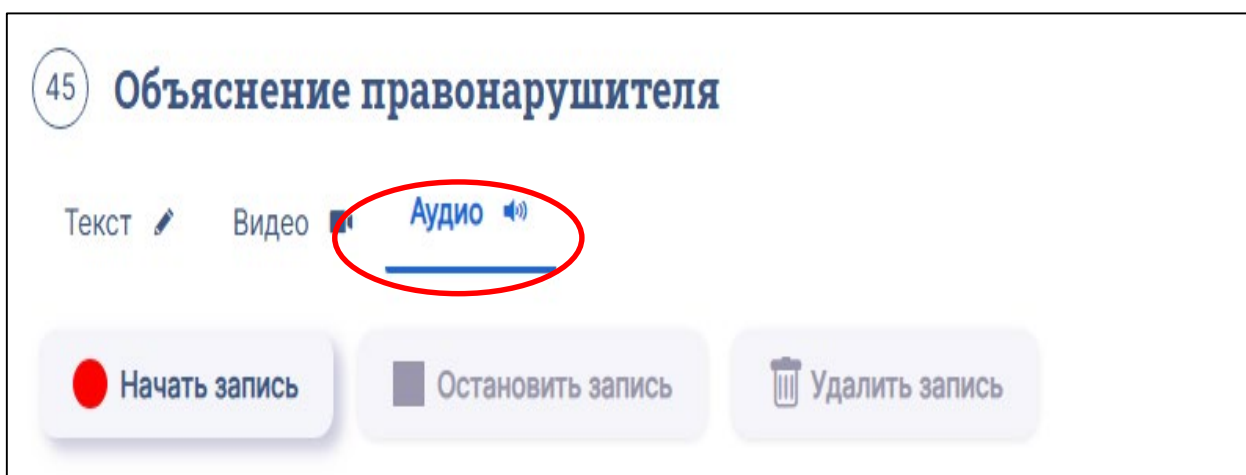 45 Объяснение правонарушителя
Текст Видео Аудио
Начать запись Остановить запись Удалить запись